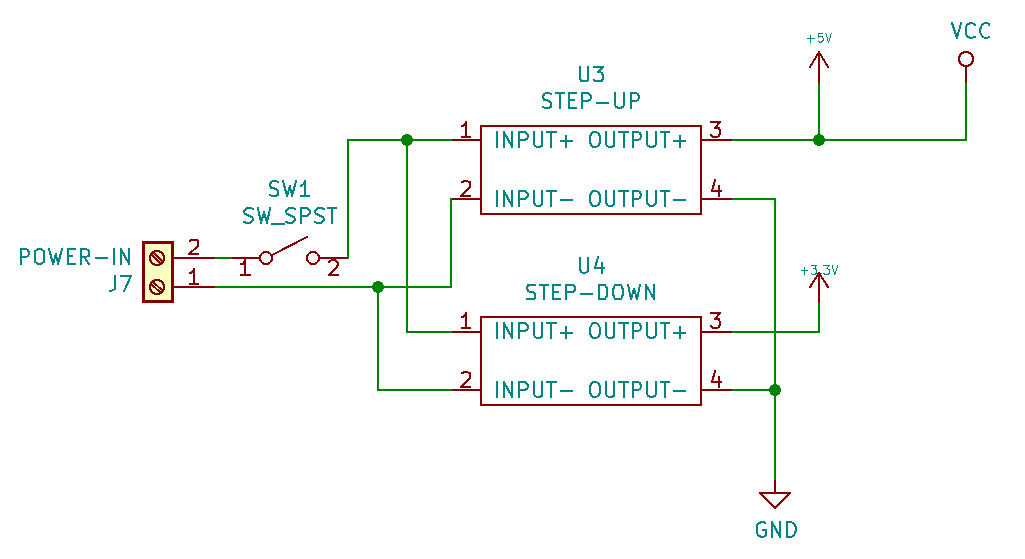 VCC
+5V
U3
STEP-UP
1 INPUT+ OUTPUT+ 3
2 INPUT- OUTPUT- 4
SW1
SW_SPST
POWER-IN 2
1 2
J7 1
U4
STEP-DOWN
+3.3V
1 INPUT+ OUTPUT+ 3
2 INPUT- OUTPUT- 4
GND